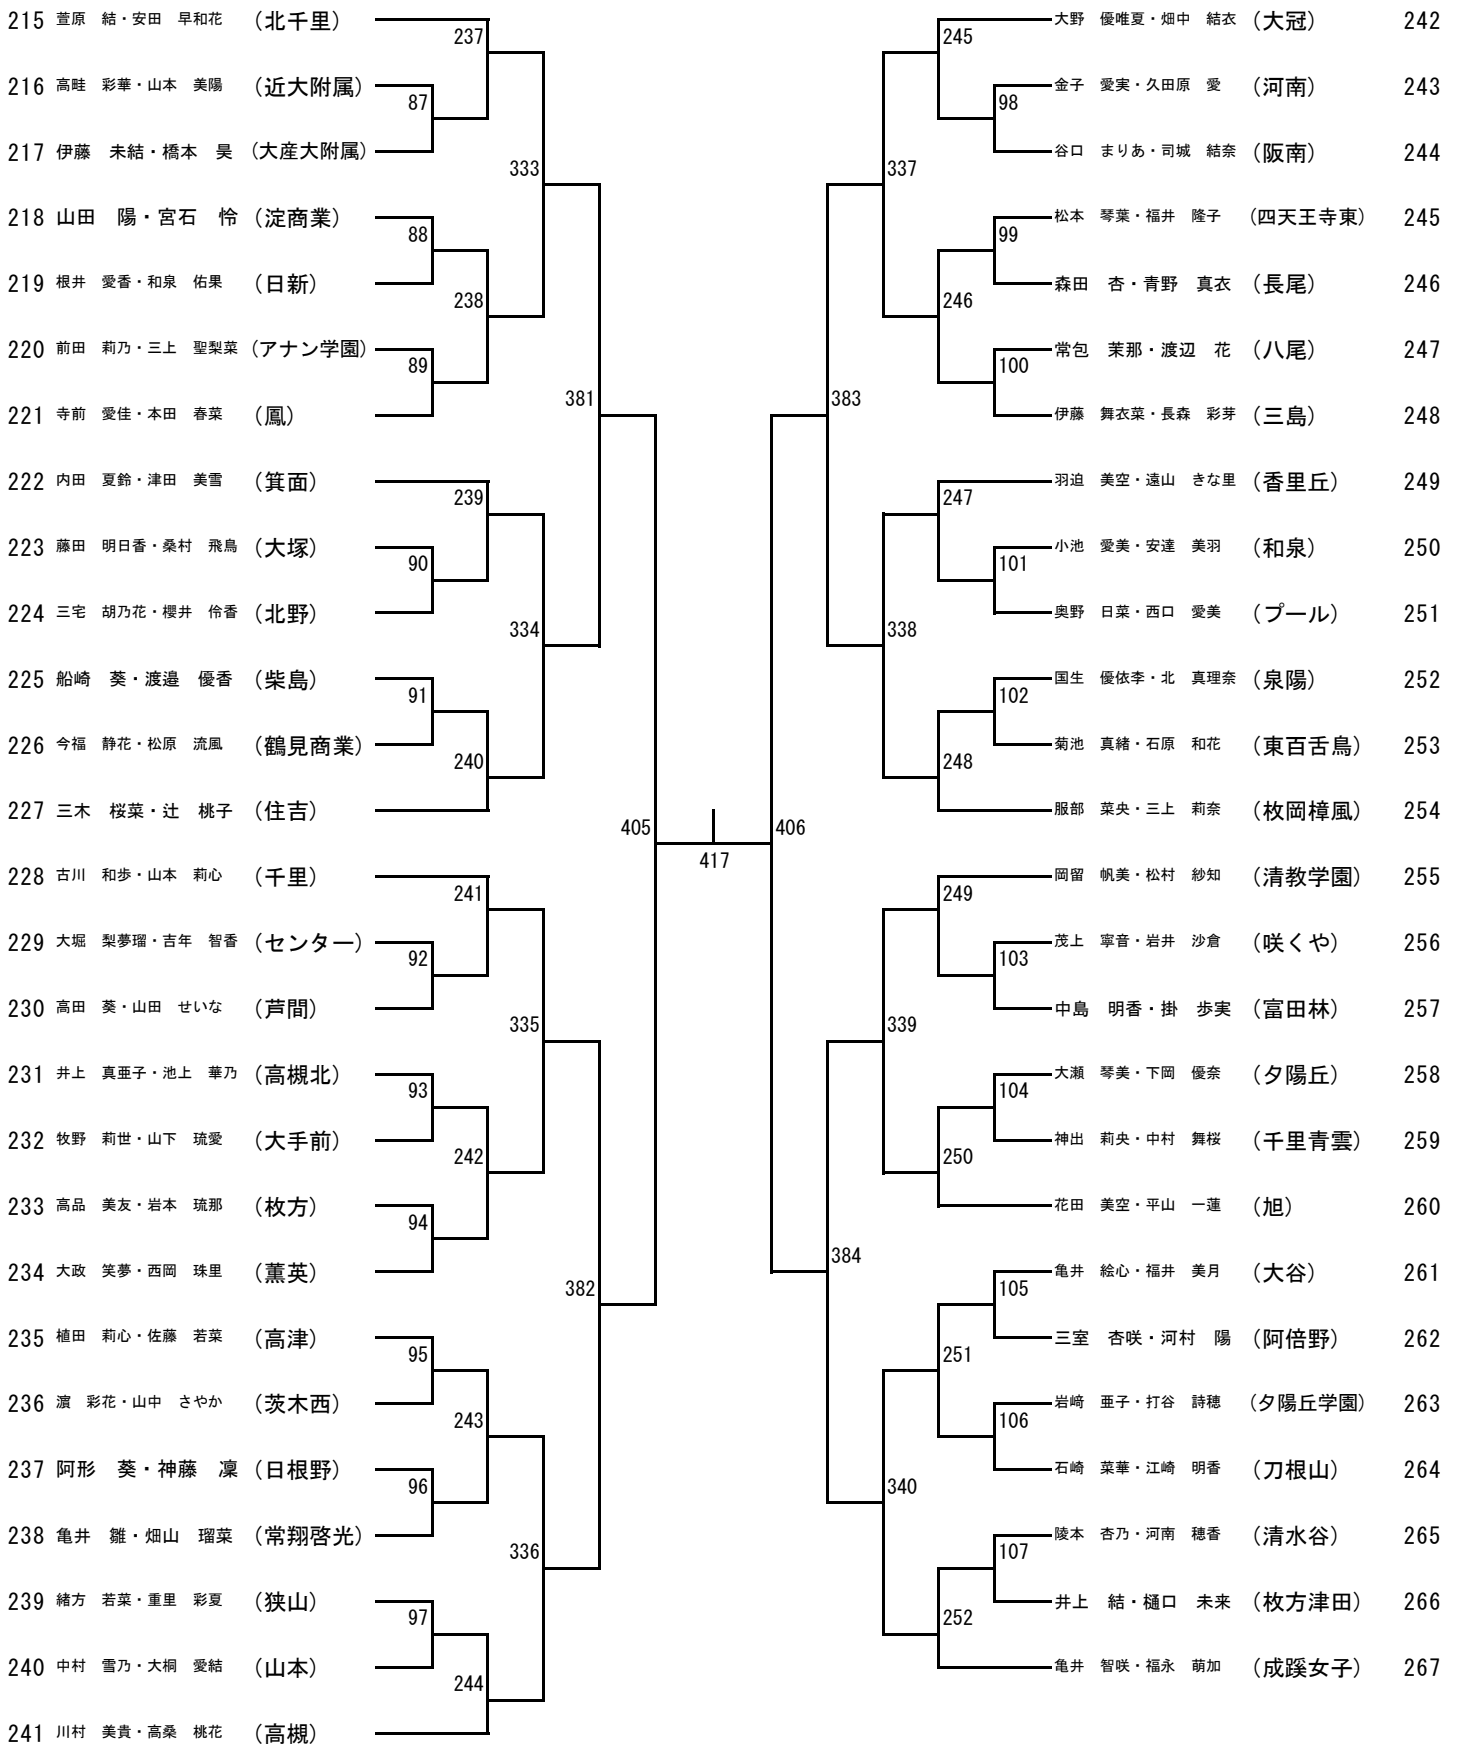 215 萱原 結・安田 早和花 (北千里)
237
216 高畦 彩華・山本 美陽 (近大附属)
87
217 伊藤 未結・橋本 昊 (大産大附属)
333
218 山田 陽・宮石 怜 (淀商業)
88
219 根井 愛香・和泉 佑果 (日新)
238
220 前田 莉乃・三上 聖梨菜 (アナン学園)
89
221 寺前 愛佳・本田 春菜 (鳳)
381
222 内田 夏鈴・津田 美雪 (箕面)
239
223 藤田 明日香・桑村 飛鳥 (大塚)
90
224 三宅 胡乃花・櫻井 伶香 (北野)
334
225 船崎 葵・渡邉 優香 (柴島)
91
226 今福 静花・松原 流風 (鶴見商業)
240
227 三木 桜菜・辻 桃子 (住吉)
405
228 古川 和歩・山本 莉心 (千里)
241
229 大堀 梨夢瑠・吉年 智香 (センター)
92
230 高田 葵・山田 せいな (芦間)
335
231 井上 真亜子・池上 華乃 (高槻北)
93
232 牧野 莉世・山下 琉愛 (大手前)
242
233 高品 美友・岩本 琉那 (枚方)
94
234 大政 笑夢・西岡 珠里 (薫英)
382
235 植田 莉心・佐藤 若菜 (高津)
95
236 濵 彩花・山中 さやか (茨木西)
243
237 阿形 葵・神藤 凜 (日根野)
96
238 亀井 雛・畑山 瑠菜 (常翔啓光)
336
239 緒方 若菜・重里 彩夏 (狭山)
97
240 中村 雪乃・大桐 愛結 (山本)
244
241 川村 美貴・高桑 桃花 (高槻)
417
大野 優唯夏・畑中 結衣 (大冠) 242
245
金子 愛実・久田原 愛 (河南) 243
98
谷口 まりあ・司城 結奈 (阪南) 244
337
松本 琴葉・福井 隆子 (四天王寺東) 245
99
森田 杏・青野 真衣 (長尾) 246
246
常包 茉那・渡辺 花 (八尾) 247
100
伊藤 舞衣菜・長森 彩芽 (三島) 248
383
羽迫 美空・遠山 きな里 (香里丘) 249
247
小池 愛美・安達 美羽 (和泉) 250
101
奥野 日菜・西口 愛美 (プール) 251
338
国生 優依李・北 真理奈 (泉陽) 252
102
菊池 真緒・石原 和花 (東百舌鳥) 253
248
服部 菜央・三上 莉奈 (枚岡樟風) 254
406
岡留 帆美・松村 紗知 (清教学園) 255
249
茂上 寧音・岩井 沙倉 (咲くや) 256
103
中島 明香・掛 歩実 (富田林) 257
339
大瀬 琴美・下岡 優奈 (夕陽丘) 258
104
神出 莉央・中村 舞桜 (千里青雲) 259
250
花田 美空・平山 一蓮 (旭) 260
384
亀井 絵心・福井 美月 (大谷) 261
105
三室 杏咲・河村 陽 (阿倍野) 262
251
岩﨑 亜子・打谷 詩穂 (夕陽丘学園) 263
106
石崎 菜華・江崎 明香 (刀根山) 264
340
陵本 杏乃・河南 穂香 (清水谷) 265
107
井上 結・樋口 未来 (枚方津田) 266
252
亀井 智咲・福永 萌加 (成蹊女子) 267